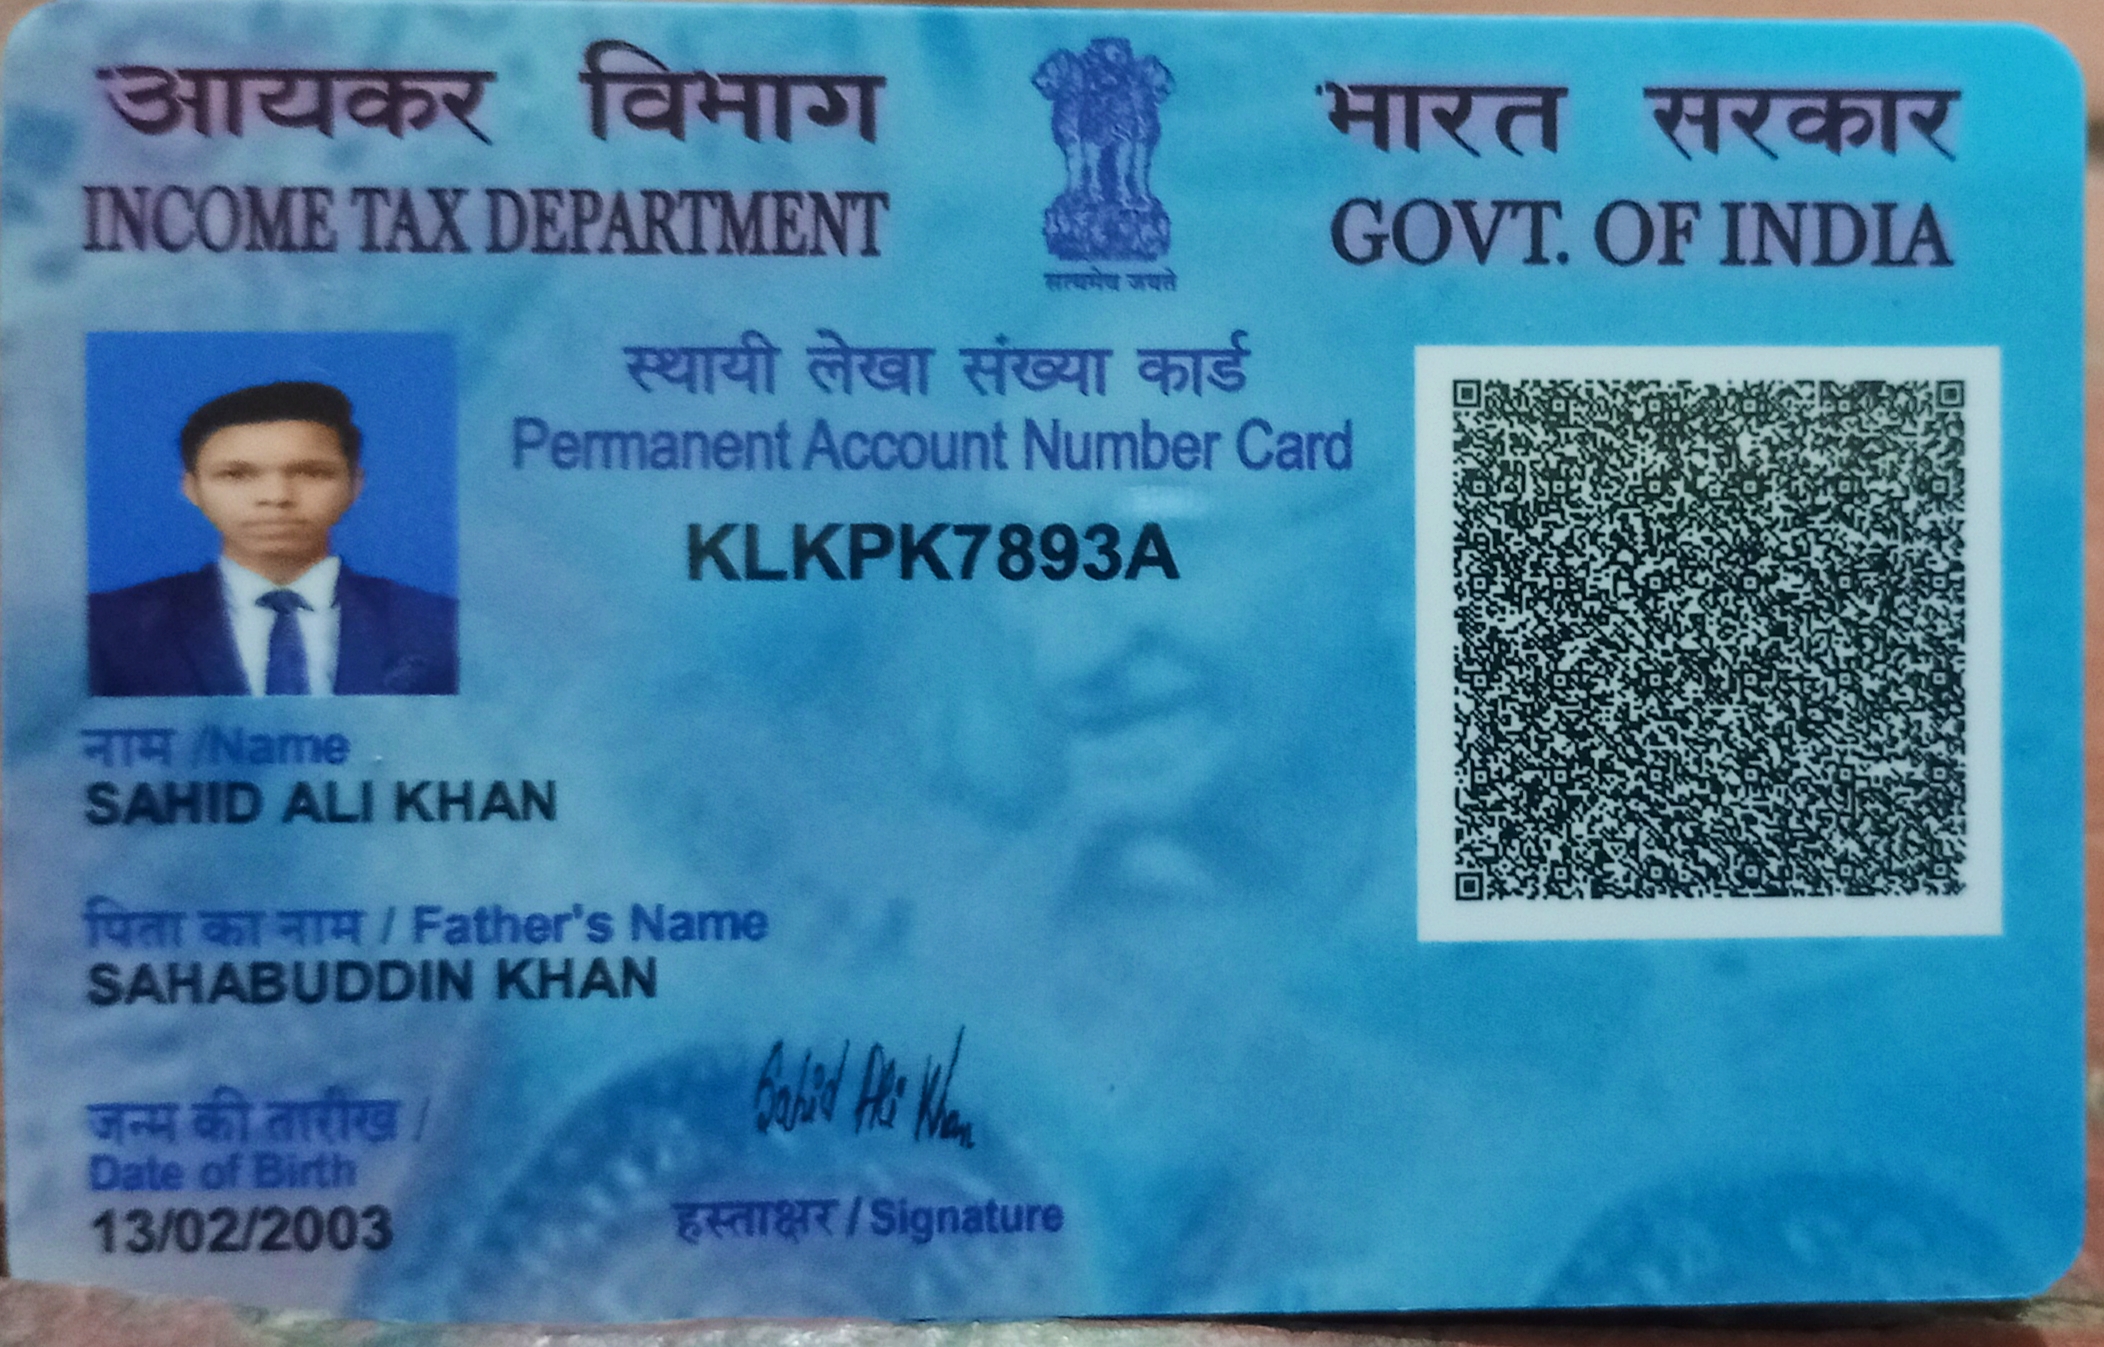 आयकर विभाग
INCOME TAX DEPARTMENT
सत्यमेव जयते
भारत सरकार
GOVT. OF INDIA
स्थायी लेखा संख्या कार्ड
Permanent Account Number Card
KLKPK7893A
नाम /Name
SAHID ALI KHAN
पिता का नाम / Father's Name
SAHABUDDIN KHAN
जन्म की तारीख /
Date of Birth
13/02/2003
Sahid Ali Khan
हस्ताक्षर / Signature